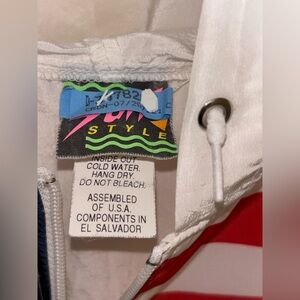 STYLE
INSIDE OUT
COLD WATER.
HANG DRY.
DO NOT BLEACH.
ASSEMBLED
OF U.S.A.
COMPONENTS IN
EL SALVADOR